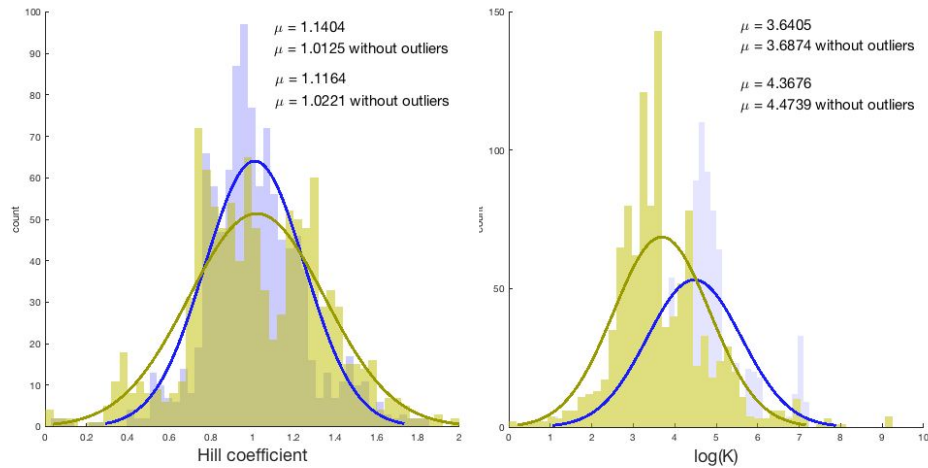 100
90
80
70
60
50
40
30
20
10
0
count
0 0.2 0.4 0.6 0.8 1 1.2 1.4 1.6 1.8 2
Hill coefficient
μ = 1.1404
μ = 1.0125 without outliers
μ = 1.1164
μ = 1.0221 without outliers
150
100
50
0
0 1 2 3 4 5 6 7 8 9 10
log(K)
μ = 3.6405
μ = 3.6874 without outliers
μ = 4.3676
μ = 4.4739 without outliers